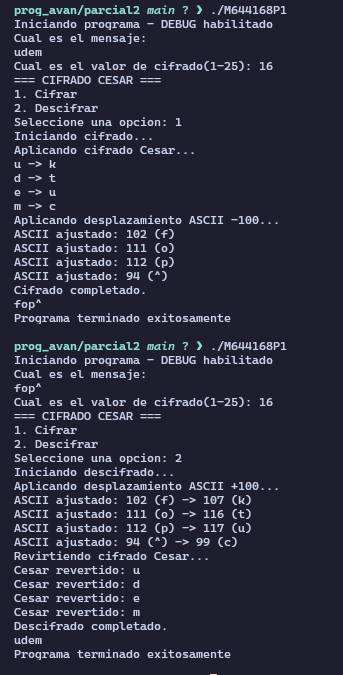 prog_avan/parcial2 main ? ❯ ./M644168P1
Iniciando programa - DEBUG habilitado
Cual es el mensaje:
udem
Cual es el valor de cifrado(1-25): 16
=== CIFRADO CESAR ===
1. Cifrar
2. Descifrar
Seleccione una opcion: 1
Iniciando cifrado...
Aplicando cifrado Cesar...
u -> k
d -> t
e -> u
m -> c
Aplicando desplazamiento ASCII -100...
ASCII ajustado: 102 (f)
ASCII ajustado: 111 (o)
ASCII ajustado: 112 (p)
ASCII ajustado: 94 (^)
Cifrado completado.
fop^
Programa terminado exitosamente
prog_avan/parcial2 main ? ❯ ./M644168P1
Iniciando programa - DEBUG habilitado
Cual es el mensaje:
fop^
Cual es el valor de cifrado(1-25): 16
=== CIFRADO CESAR ===
1. Cifrar
2. Descifrar
Seleccione una opcion: 2
Iniciando descifrado...
Aplicando desplazamiento ASCII +100...
ASCII ajustado: 102 (f) -> 107 (k)
ASCII ajustado: 111 (o) -> 116 (t)
ASCII ajustado: 112 (p) -> 117 (u)
ASCII ajustado: 94 (^) -> 99 (c)
Revirtiendo cifrado Cesar...
Cesar revertido: u
Cesar revertido: d
Cesar revertido: e
Cesar revertido: m
Descifrado completado.
udem
Programa terminado exitosamente